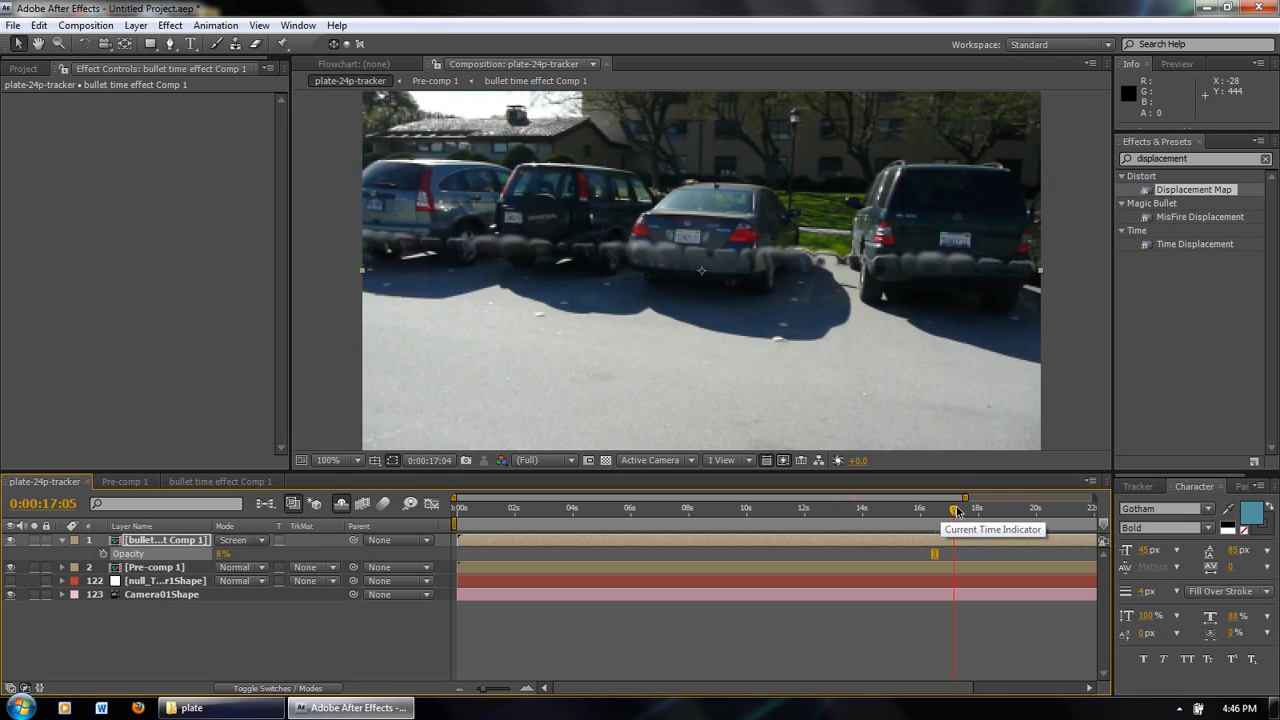 Adobe After Effects - Untitled Project.aep *
File Edit Composition Layer Effect Animation View Window Help
Workspace: Standard Search Help
Project Effect Controls: bullet time effect Comp 1
Flowchart: (none) Composition: plate-24p-tracker
Info Preview
plate-24p-tracker • bullet time effect Comp 1
plate-24p-tracker Pre-comp 1 bullet time effect Comp 1
R: X: -28
G: Y: 444
B:
A: 0
Effects & Presets
displacement
Distort
Displacement Map
Magic Bullet
MisFire Displacement
Time
Time Displacement
100% 0:00:17:04 (Full) Active Camera 1 View +0.0
plate-24p-tracker Pre-comp 1 bullet time effect Comp 1
Tracker Character Par
0:00:17:05
:00s 02s 04s 06s 08s 10s 12s 14s 16s 18s 20s 22s
Gotham
Bold
# Layer Name Mode T TrkMat Parent
Current Time Indicator
1 [bullet...t Comp 1] Screen None
Opacity 8%
2 [Pre-comp 1] Normal None None
122 [null_T...r1Shape] Normal None None
123 Camera01Shape None
45 px 85 px
AV Metrics AV 0
4 px Fill Over Stroke
100% 88%
0 px 0%
T T TT Tt T¹ T₁
Toggle Switches / Modes
plate Adobe After Effects -... 4:46 PM